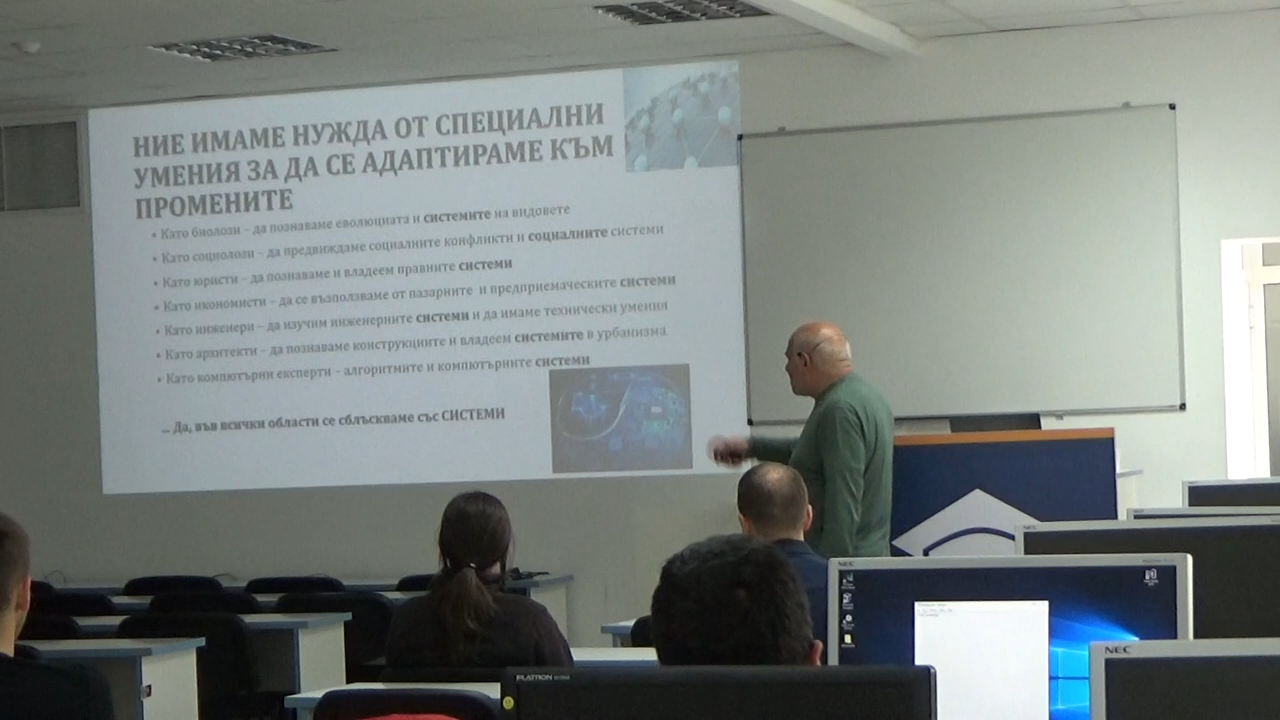 НИЕ ИМАМЕ НУЖДА ОТ СПЕЦИАЛНИ
УМЕНИЯ ЗА ДА СЕ АДАПТИРАМЕ КЪМ
ПРОМЕНИТЕ
• Като биолози – да познаваме еволюцията и системите на видовете
• Като социолози – да предвиждаме социалните конфликти и социалните системи
• Като юристи – да познаваме и владеем правните системи
• Като икономисти – да се възползваме от пазарните и предприемаческите системи
• Като инженери – да изучим инженерните системи и да имаме технически умения
• Като архитекти – да познаваме конструкциите и владеем системите в урбанизма
• Като компютърни експерти – алгоритмите и компютърните системи
... Да, във всички области се сблъскваме със СИСТЕМИ
NEC
NEC
PLATRON